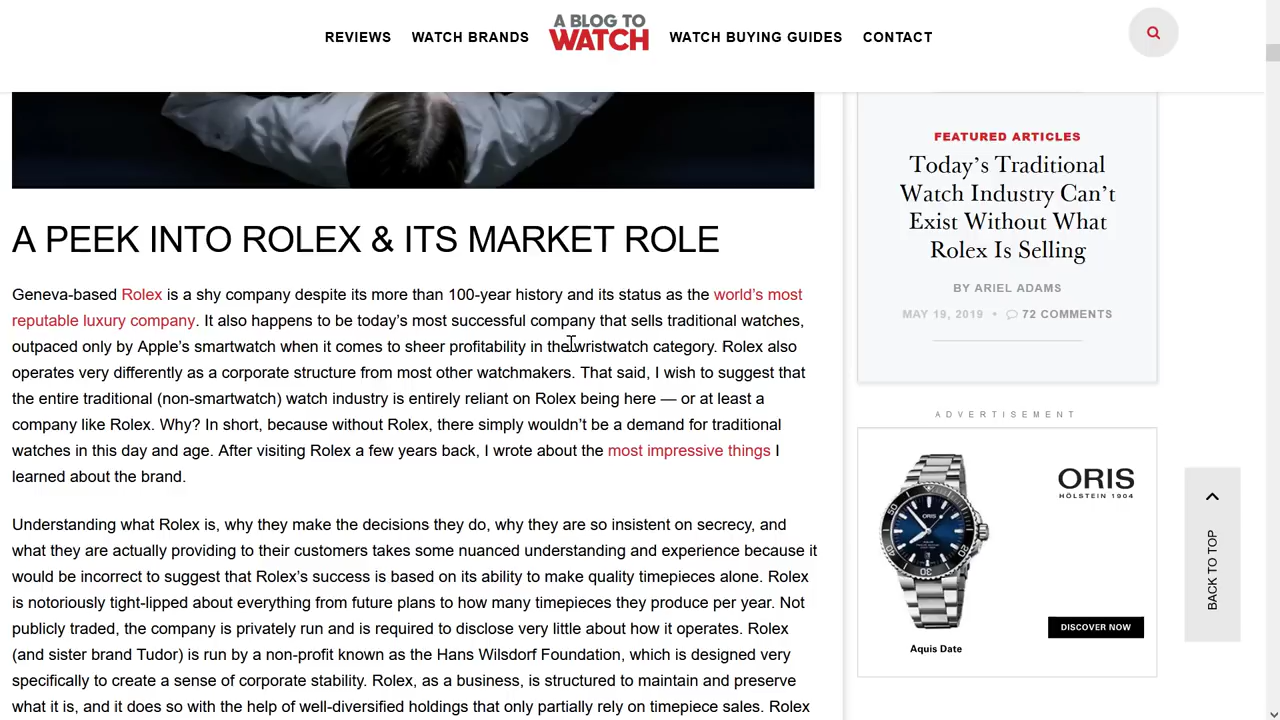 REVIEWS
WATCH BRANDS
A BLOG TO
WATCH
WATCH BUYING GUIDES
CONTACT
A PEEK INTO ROLEX & ITS MARKET ROLE
Geneva-based Rolex is a shy company despite its more than 100-year history and its status as the world’s most
reputable luxury company. It also happens to be today’s most successful company that sells traditional watches,
outpaced only by Apple’s smartwatch when it comes to sheer profitability in the wristwatch category. Rolex also
operates very differently as a corporate structure from most other watchmakers. That said, I wish to suggest that
the entire traditional (non-smartwatch) watch industry is entirely reliant on Rolex being here — or at least a
company like Rolex. Why? In short, because without Rolex, there simply wouldn’t be a demand for traditional
watches in this day and age. After visiting Rolex a few years back, I wrote about the most impressive things I
learned about the brand.
Understanding what Rolex is, why they make the decisions they do, why they are so insistent on secrecy, and
what they are actually providing to their customers takes some nuanced understanding and experience because it
would be incorrect to suggest that Rolex’s success is based on its ability to make quality timepieces alone. Rolex
is notoriously tight-lipped about everything from future plans to how many timepieces they produce per year. Not
publicly traded, the company is privately run and is required to disclose very little about how it operates. Rolex
(and sister brand Tudor) is run by a non-profit known as the Hans Wilsdorf Foundation, which is designed very
specifically to create a sense of corporate stability. Rolex, as a business, is structured to maintain and preserve
what it is, and it does so with the help of well-diversified holdings that only partially rely on timepiece sales. Rolex
FEATURED ARTICLES
Today’s Traditional
Watch Industry Can’t
Exist Without What
Rolex Is Selling
BY ARIEL ADAMS
MAY 19, 2019 • 72 COMMENTS
ADVERTISEMENT
ORIS
HÖLSTEIN 1904
ORIS
DISCOVER NOW
Aquis Date
BACK TO TOP